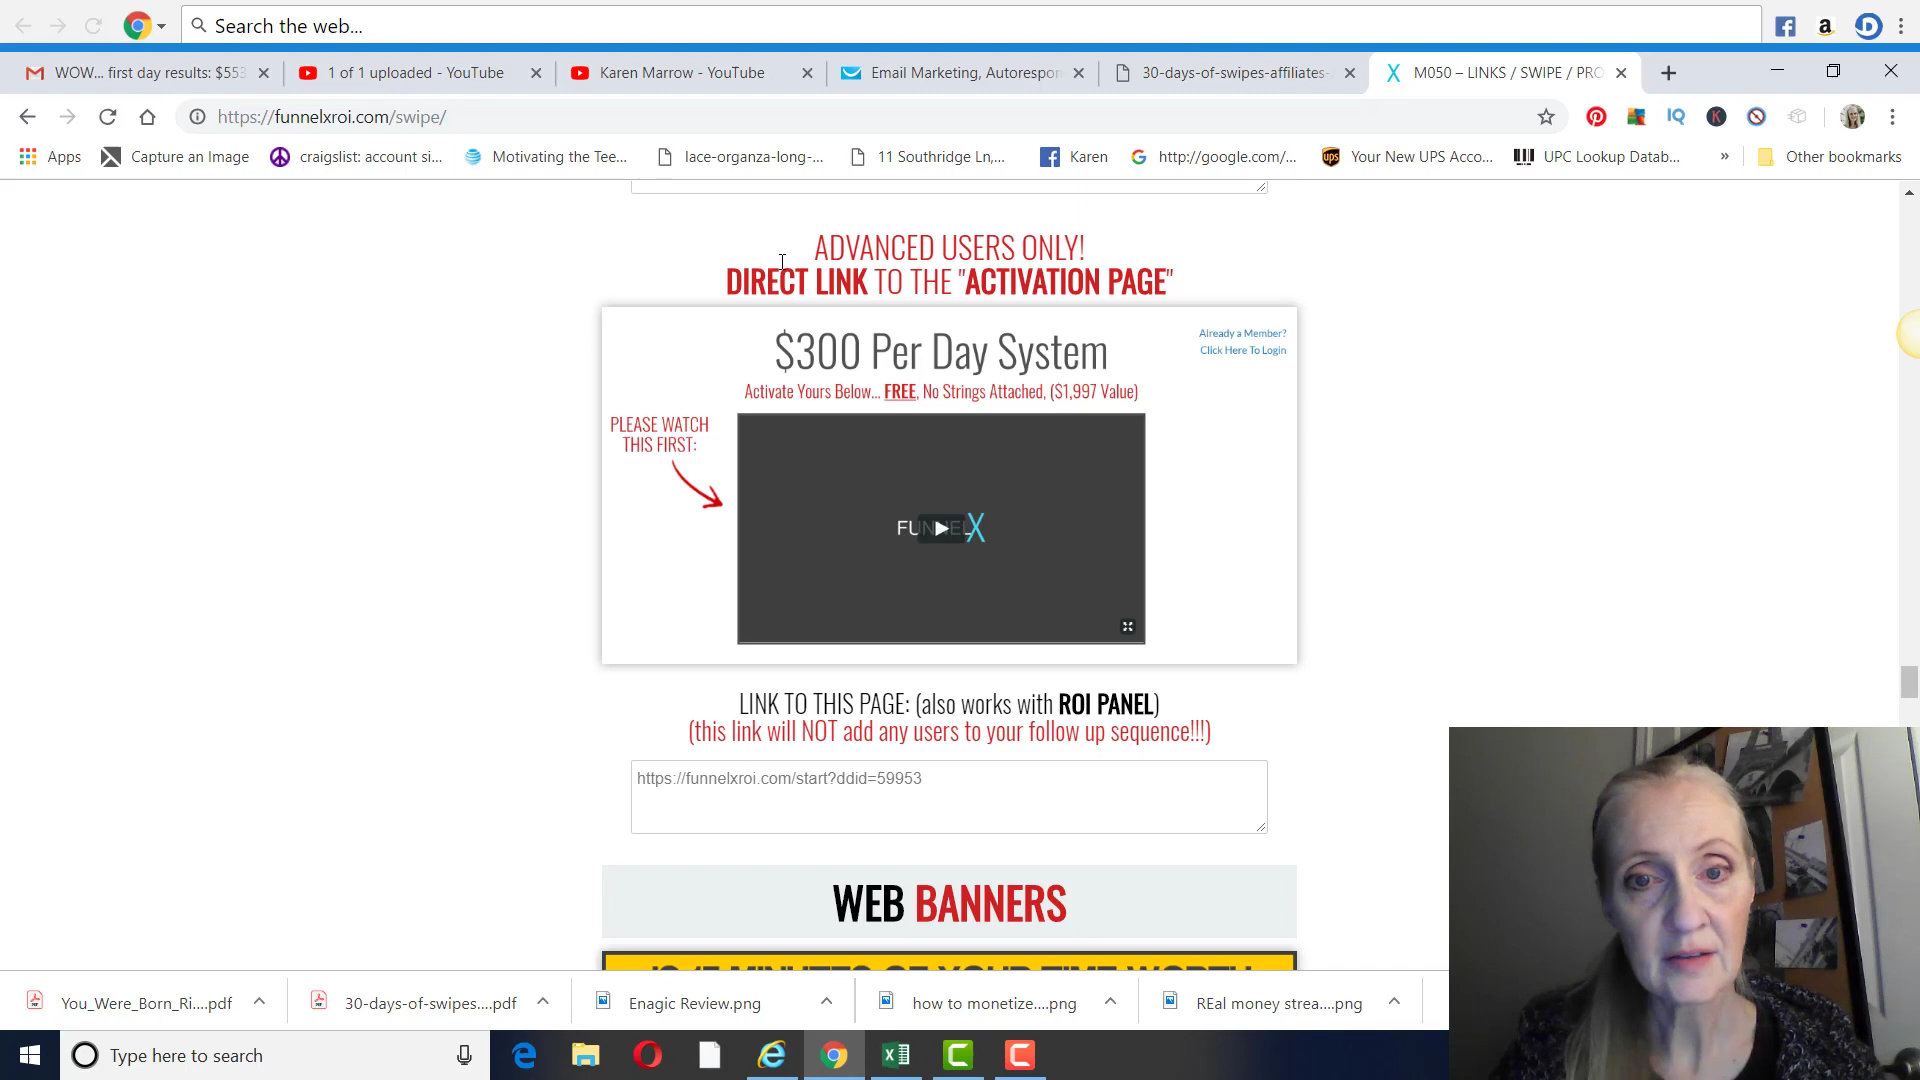 Search the web...
a
WOW... first day results: $553
1 of 1 uploaded - YouTube
Karen Marrow - YouTube
Email Marketing, Autorespon
30-days-of-swipes-affiliates-
X M050 – LINKS / SWIPE / PRO
https://funnelxroi.com/swipe/
IQ
K
Apps
Capture an Image
craigslist: account si...
Motivating the Tee...
lace-organza-long-...
11 Southridge Ln,...
Karen
http://google.com/...
Your New UPS Acco...
UPC Lookup Datab...
»
Other bookmarks
ADVANCED USERS ONLY!
DIRECT LINK TO THE "ACTIVATION PAGE"
$300 Per Day System
Already a Member?
Click Here To Login
Activate Yours Below... FREE, No Strings Attached, ($1,997 Value)
PLEASE WATCH
THIS FIRST:
FUNNELX
LINK TO THIS PAGE: (also works with ROI PANEL)
(this link will NOT add any users to your follow up sequence!!!)
https://funnelxroi.com/start?ddid=59953
WEB BANNERS
You_Were_Born_Ri....pdf
30-days-of-swipes....pdf
Enagic Review.png
how to monetize....png
REal money strea....png
Type here to search